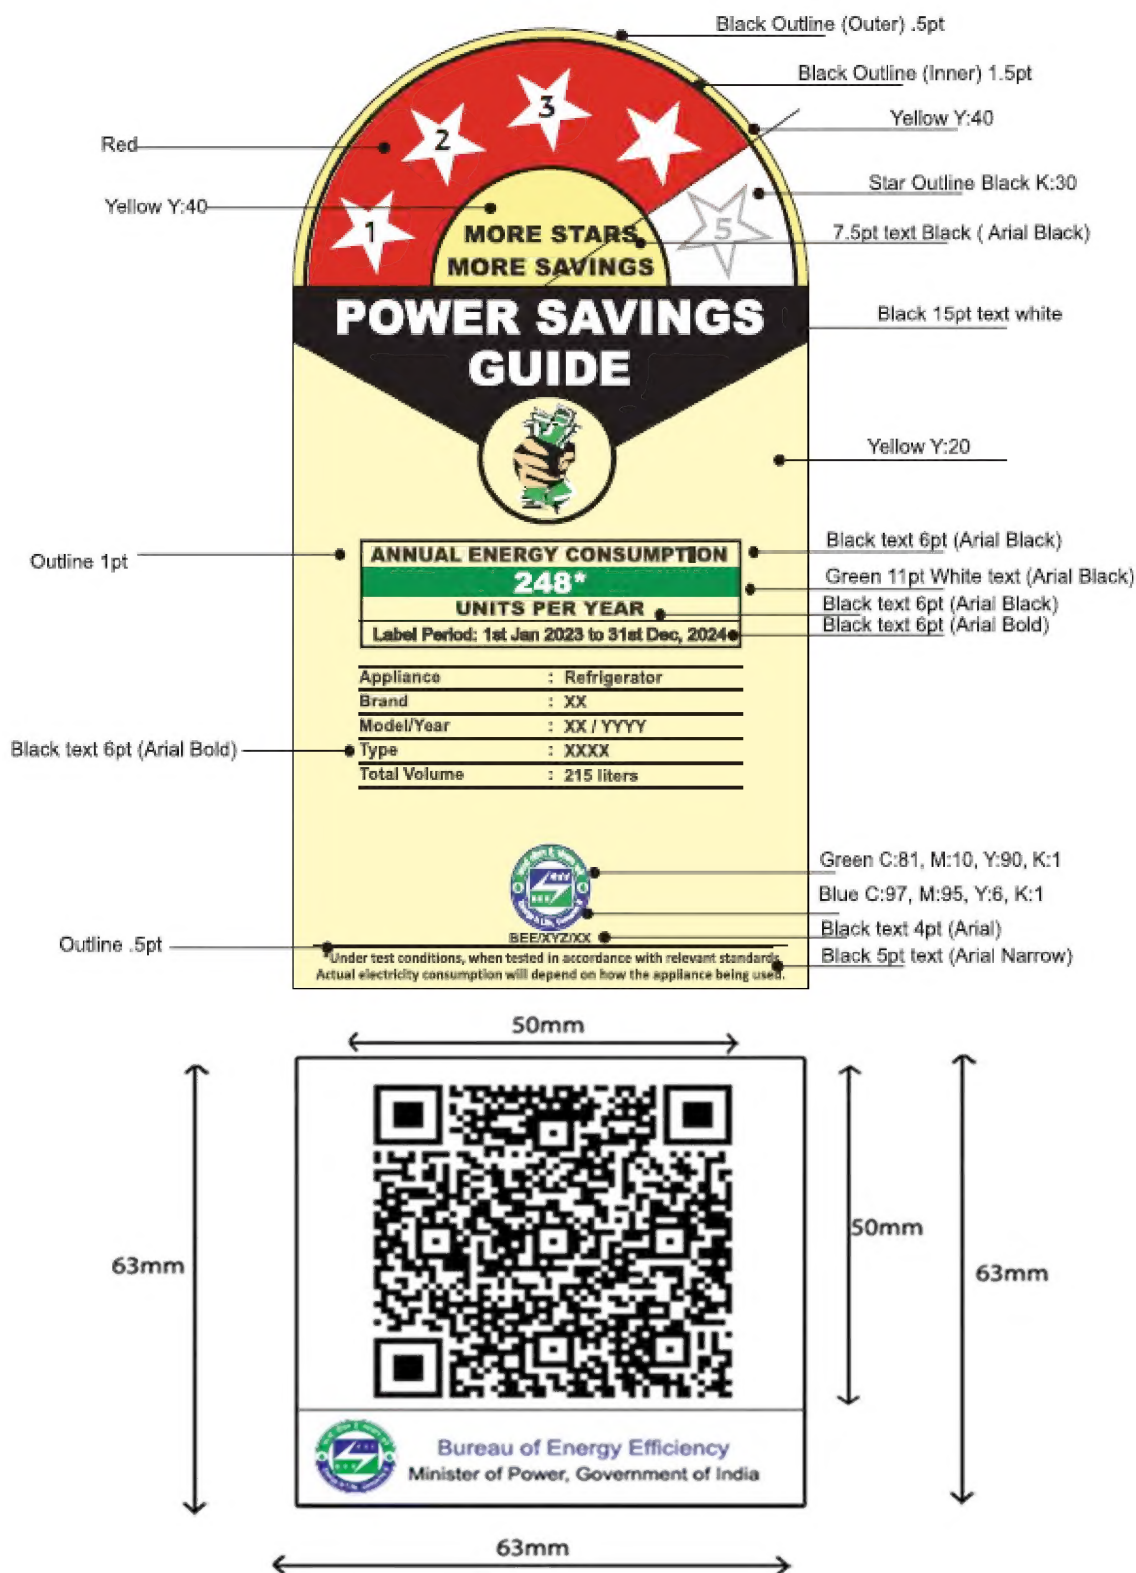 Black Outline (Outer) .5pt
Black Outline (Inner) 1.5pt
Yellow Y:40
Red
Star Outline Black K:30
Yellow Y:40
7.5pt text Black ( Arial Black)
1
2
3
5
MORE STARS
MORE SAVINGS
POWER SAVINGS
GUIDE
Black 15pt text white
Yellow Y:20
Outline 1pt
ANNUAL ENERGY CONSUMPTION
Black text 6pt (Arial Black)
248*
Green 11pt White text (Arial Black)
UNITS PER YEAR
Black text 6pt (Arial Black)
Label Period: 1st Jan 2023 to 31st Dec, 2024
Black text 6pt (Arial Bold)
Appliance : Refrigerator
Brand : XX
Model/Year : XX / YYYY
Black text 6pt (Arial Bold)
Type : XXXX
Total Volume : 215 liters
Green C:81, M:10, Y:90, K:1
Blue C:97, M:95, Y:6, K:1
BEE/XYZ/XX
Black text 4pt (Arial)
Outline .5pt
*Under test conditions, when tested in accordance with relevant standards.
Black 5pt text (Arial Narrow)
Actual electricity consumption will depend on how the appliance being used.
50mm
50mm
63mm
63mm
Bureau of Energy Efficiency
Minister of Power, Government of India
63mm